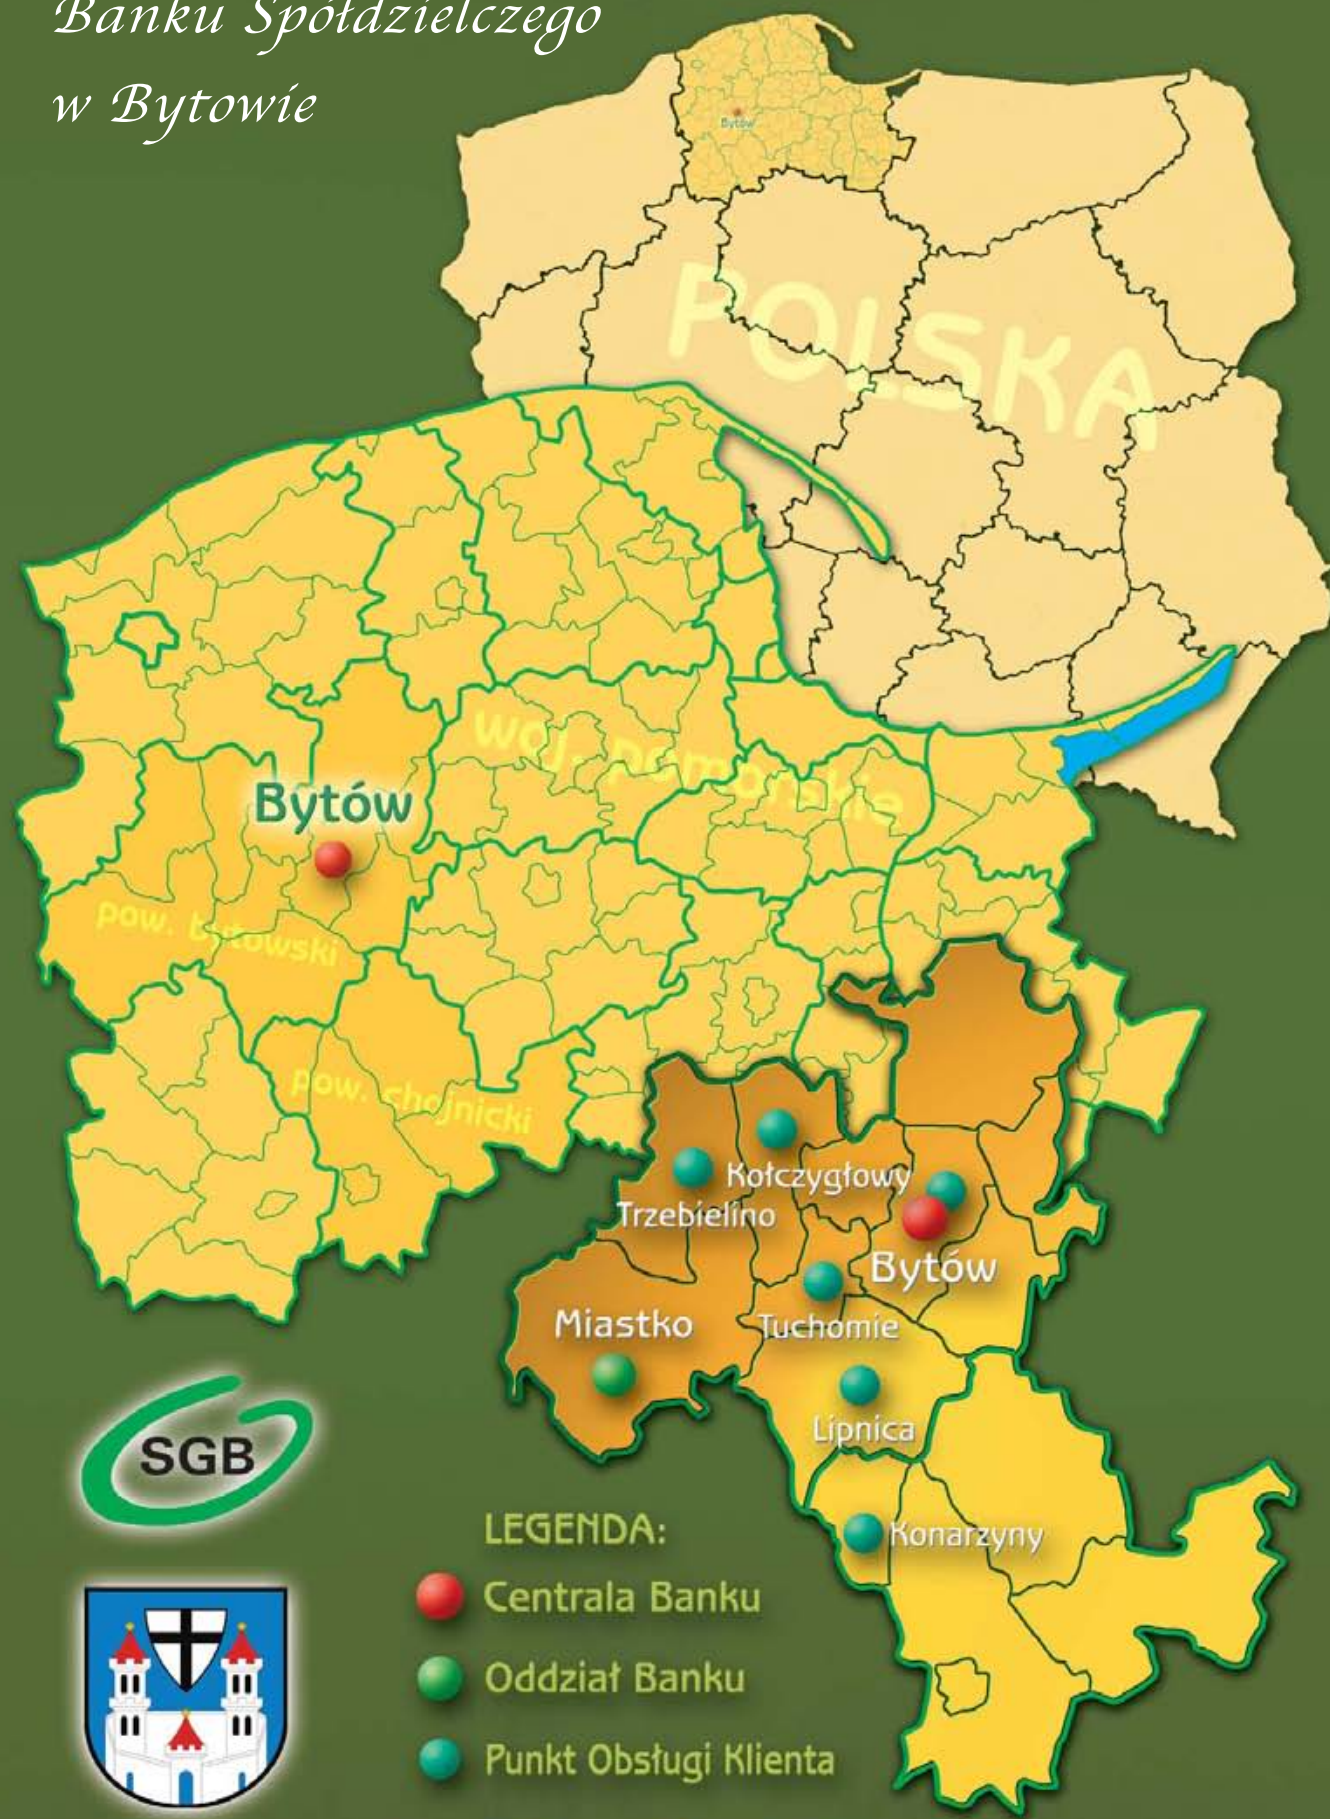 Banku Spółdzielczego
w Bytowie
Bytów
POLSKA
woj. pomorskie
Bytów
pow. bytowski
pow. chojnicki
Kołczygłowy
Trzebielino
Bytów
Miastko
Tuchomie
Lipnica
Konarzyny
SGB
LEGENDA:
Centrala Banku
Oddział Banku
Punkt Obsługi Klienta